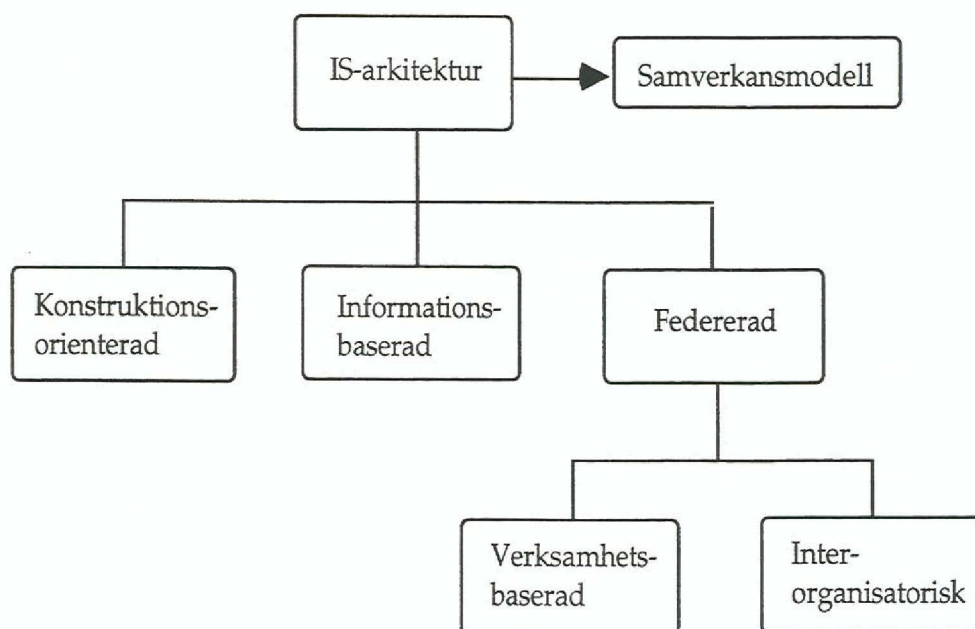 IS-arkitektur
Samverkansmodell
Konstruktions-
orienterad
Informations-
baserad
Federerad
Verksamhets-
baserad
Inter-
organisatorisk